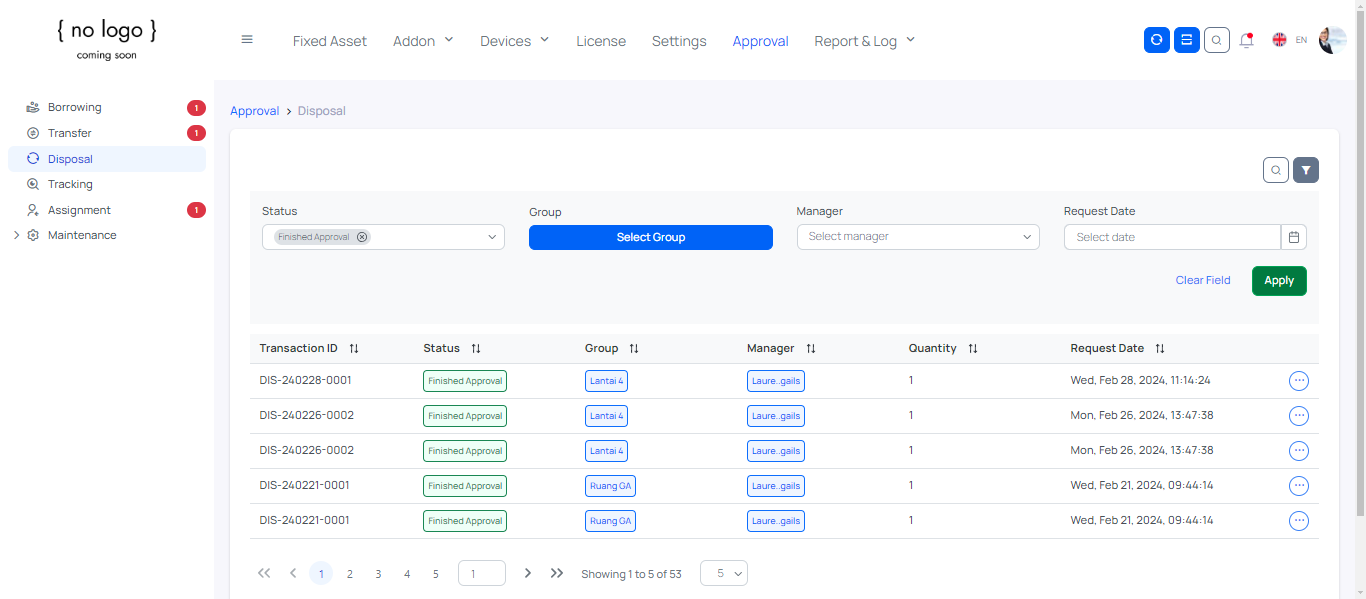 { no logo }
coming soon
Fixed Asset Addon Devices License Settings Approval Report & Log EN
Borrowing 1
Transfer 1
Disposal
Tracking
Assignment 1
Maintenance
Approval > Disposal
Status Group Manager Request Date
Finished Approval Select Group Select manager Select date
Clear Field Apply
Transaction ID Status Group Manager Quantity Request Date
DIS-240228-0001 Finished Approval Lantai 4 Laure..gails 1 Wed, Feb 28, 2024, 11:14:24
DIS-240226-0002 Finished Approval Lantai 4 Laure..gails 1 Mon, Feb 26, 2024, 13:47:38
DIS-240226-0002 Finished Approval Lantai 4 Laure..gails 1 Mon, Feb 26, 2024, 13:47:38
DIS-240221-0001 Finished Approval Ruang GA Laure..gails 1 Wed, Feb 21, 2024, 09:44:14
DIS-240221-0001 Finished Approval Ruang GA Laure..gails 1 Wed, Feb 21, 2024, 09:44:14
1 2 3 4 5 1 Showing 1 to 5 of 53 5